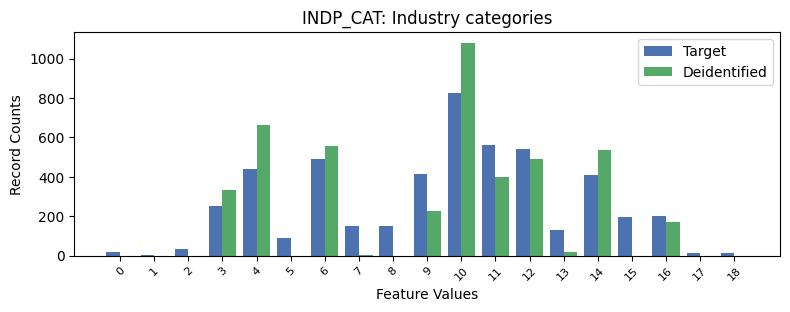 INDP_CAT: Industry categories
Target
Deidentified
Record Counts
1000
800
600
400
200
0
0 1 2 3 4 5 6 7 8 9 10 11 12 13 14 15 16 17 18
Feature Values